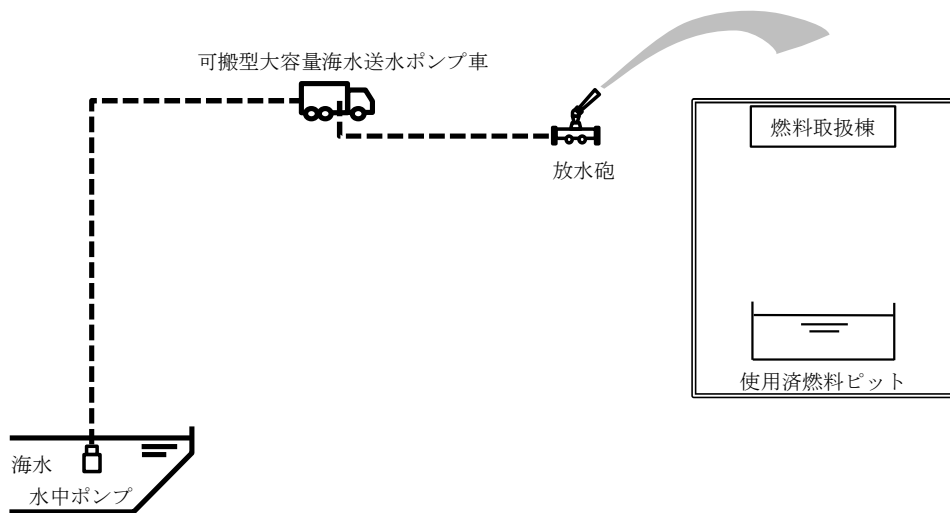 可搬型大容量海水送水ポンプ車
燃料取扱棟
放水砲
使用済燃料ピット
海水
水中ポンプ